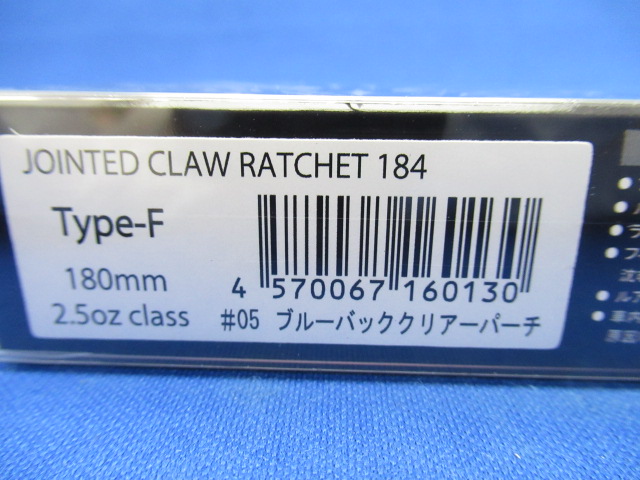 JOINTED CLAW RATCHET 184
Type-F
180mm
2.5oz class
4 570067 160130
#05 ブルーバッククリアーパーチ